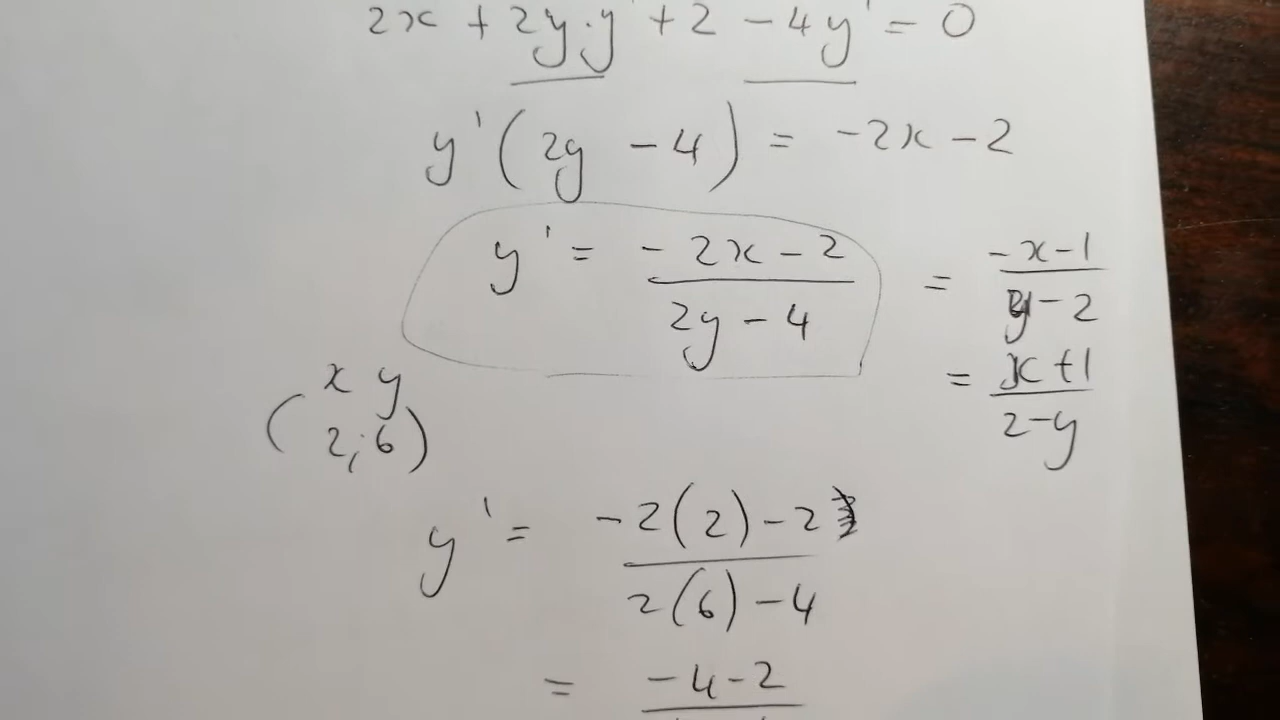 2x + 2y·y' + 2 - 4y' = 0
y' (2y - 4) = -2x - 2
y' = -2x - 2 / 2y - 4 = -x - 1 / y - 2
= x + 1 / 2 - y
x y
(2;6)
y' = -2(2) - 2 / 2(6) - 4
= -4 - 2